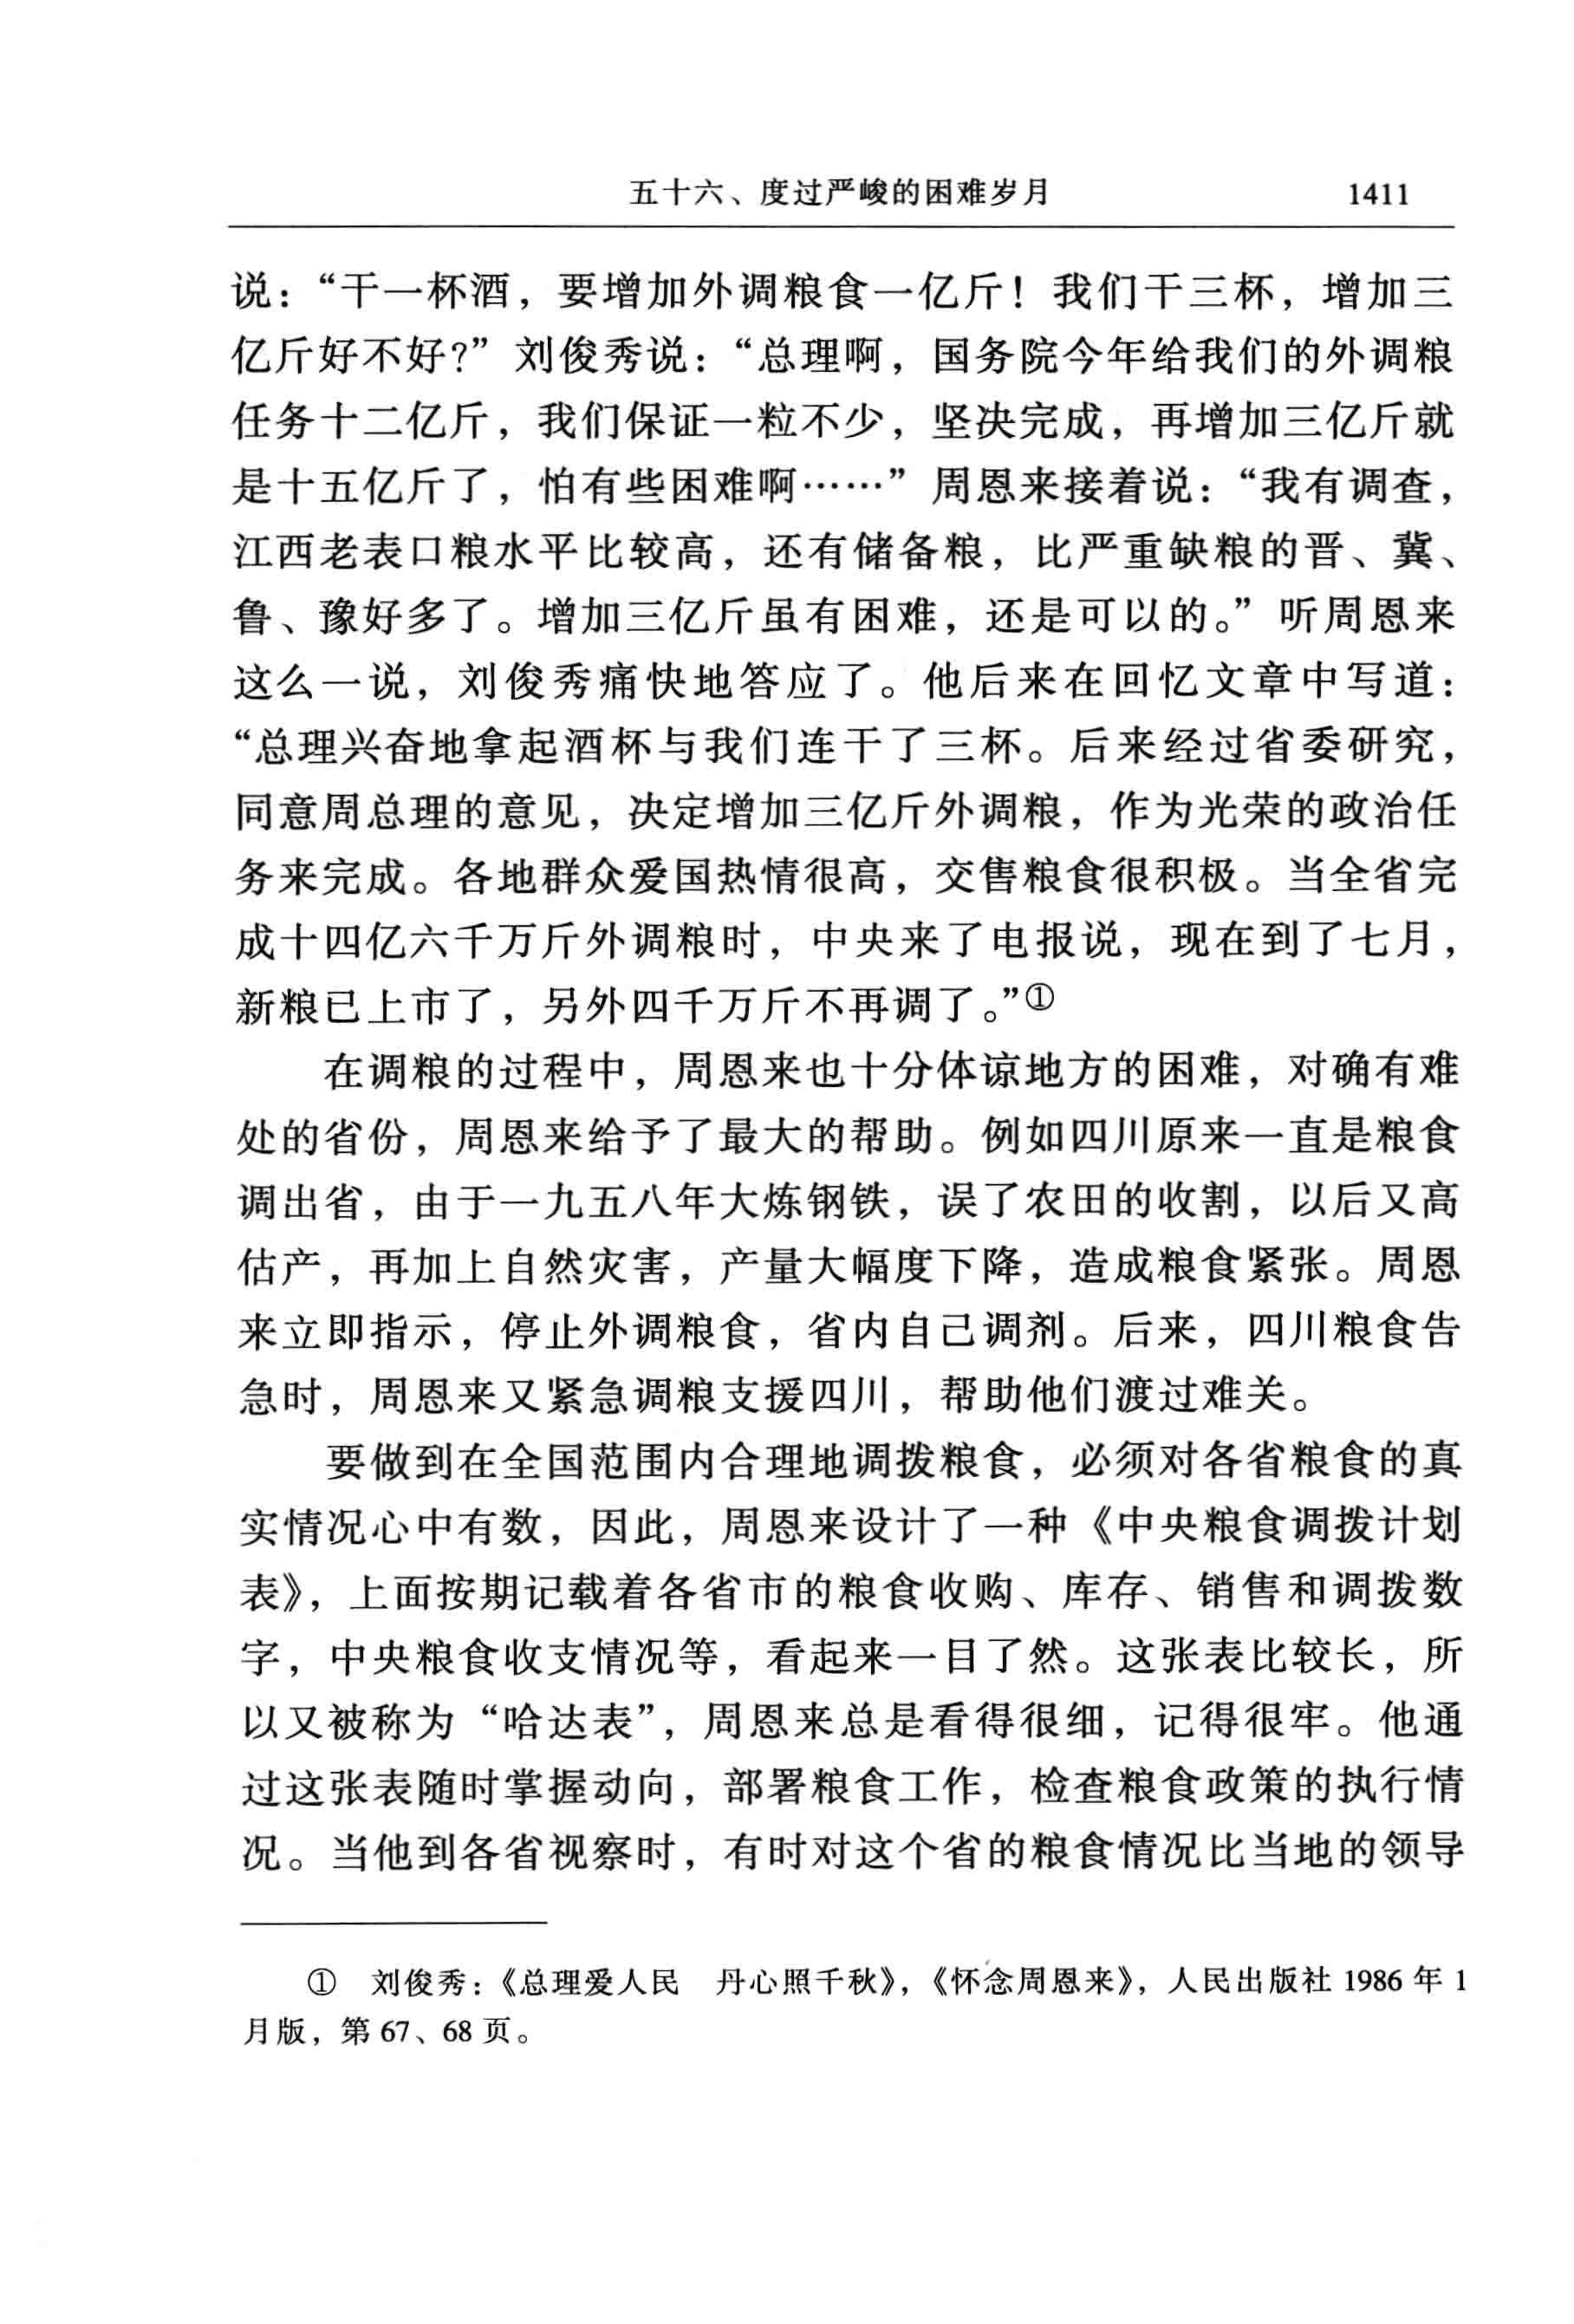 五十六、度过严峻的困难岁月 1411
说：“干一杯酒，要增加外调粮食一亿斤！我们干三杯，增加三
亿斤好不好？”刘俊秀说：“总理啊，国务院今年给我们的外调粮
任务十二亿斤，我们保证一粒不少，坚决完成，再增加三亿斤就
是十五亿斤了，怕有些困难啊……”周恩来接着说：“我有调查，
江西老表口粮水平比较高，还有储备粮，比严重缺粮的晋、冀、
鲁、豫好多了。增加三亿斤虽有困难，还是可以的。”听周恩来
这么一说，刘俊秀痛快地答应了。他后来在回忆文章中写道：
“总理兴奋地拿起酒杯与我们连干了三杯。后来经过省委研究，
同意周总理的意见，决定增加三亿斤外调粮，作为光荣的政治任
务来完成。各地群众爱国热情很高，交售粮食很积极。当全省完
成十四亿六千万斤外调粮时，中央来了电报说，现在到了七月，
新粮已上市了，另外四千万斤不再调了。”①
在调粮的过程中，周恩来也十分体谅地方的困难，对确有难
处的省份，周恩来给予了最大的帮助。例如四川原来一直是粮食
调出省，由于一九五八年大炼钢铁，误了农田的收割，以后又高
估产，再加上自然灾害，产量大幅度下降，造成粮食紧张。周恩
来立即指示，停止外调粮食，省内自己调剂。后来，四川粮食告
急时，周恩来又紧急调粮支援四川，帮助他们渡过难关。
要做到在全国范围内合理地调拨粮食，必须对各省粮食的真
实情况心中有数，因此，周恩来设计了一种《中央粮食调拨计划
表》，上面按期记载着各省市的粮食收购、库存、销售和调拨数
字，中央粮食收支情况等，看起来一目了然。这张表比较长，所
以又被称为“哈达表”，周恩来总是看得很细，记得很牢。他通
过这张表随时掌握动向，部署粮食工作，检查粮食政策的执行情
况。当他到各省视察时，有时对这个省的粮食情况比当地的领导
① 刘俊秀：《总理爱人民 丹心照千秋》，《怀念周恩来》，人民出版社 1986 年 1
月版，第 67、68 页。